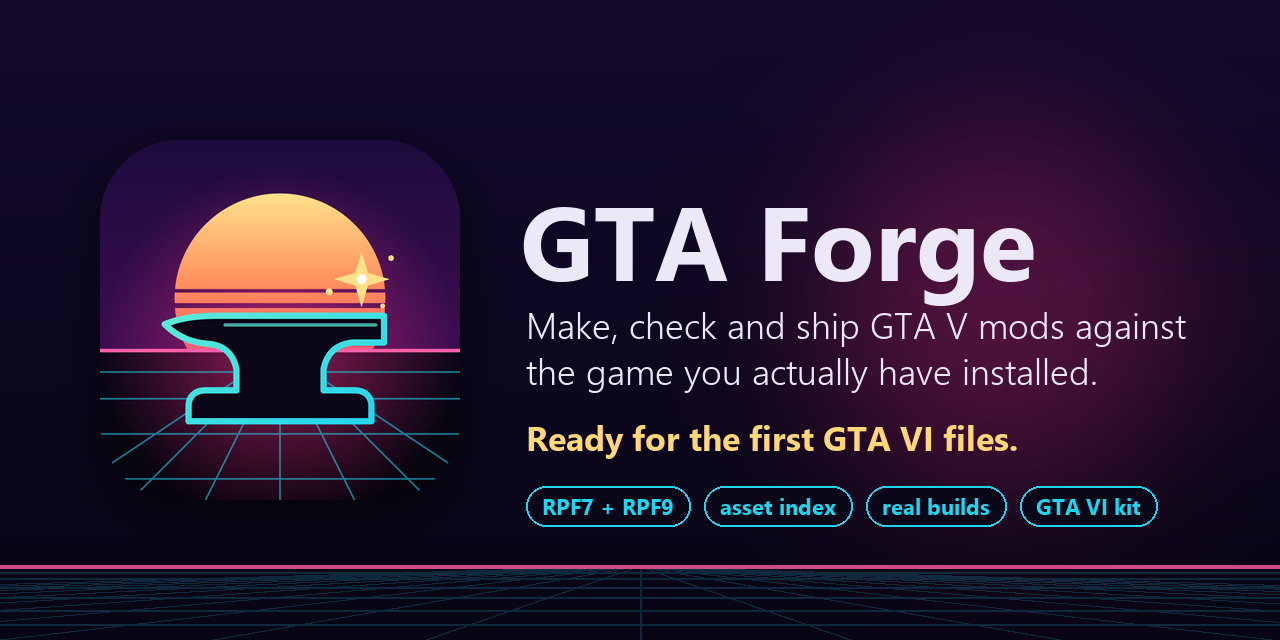 GTA Forge
Make, check and ship GTA V mods against
the game you actually have installed.
Ready for the first GTA VI files.
RPF7 + RPF9
asset index
real builds
GTA VI kit